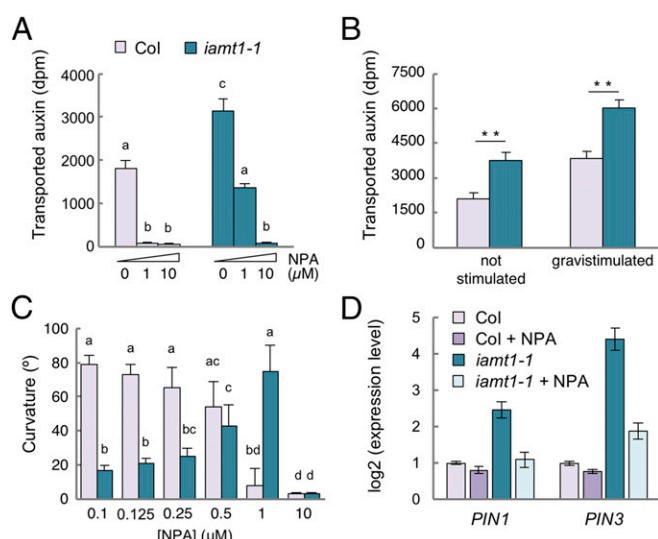 A
Col iamt1-1
Transported auxin (dpm)
4000
3000
2000
1000
0
a
b b
c
a
b
NPA
0 1 10 0 1 10 (μM)
B
Transported auxin (dpm)
7500
6000
4500
3000
1500
0
* *
* *
not stimulated
gravistimulated
C
Curvature (º)
100
80
60
40
20
0
a
b
a
b
a
bc
ac
c
bd
a
d d
0.1 0.125 0.25 0.5 1 10
[NPA] (μM)
D
Col
Col + NPA
iamt1-1
iamt1-1 + NPA
log2 (expression level)
5
4
3
2
1
0
PIN1 PIN3